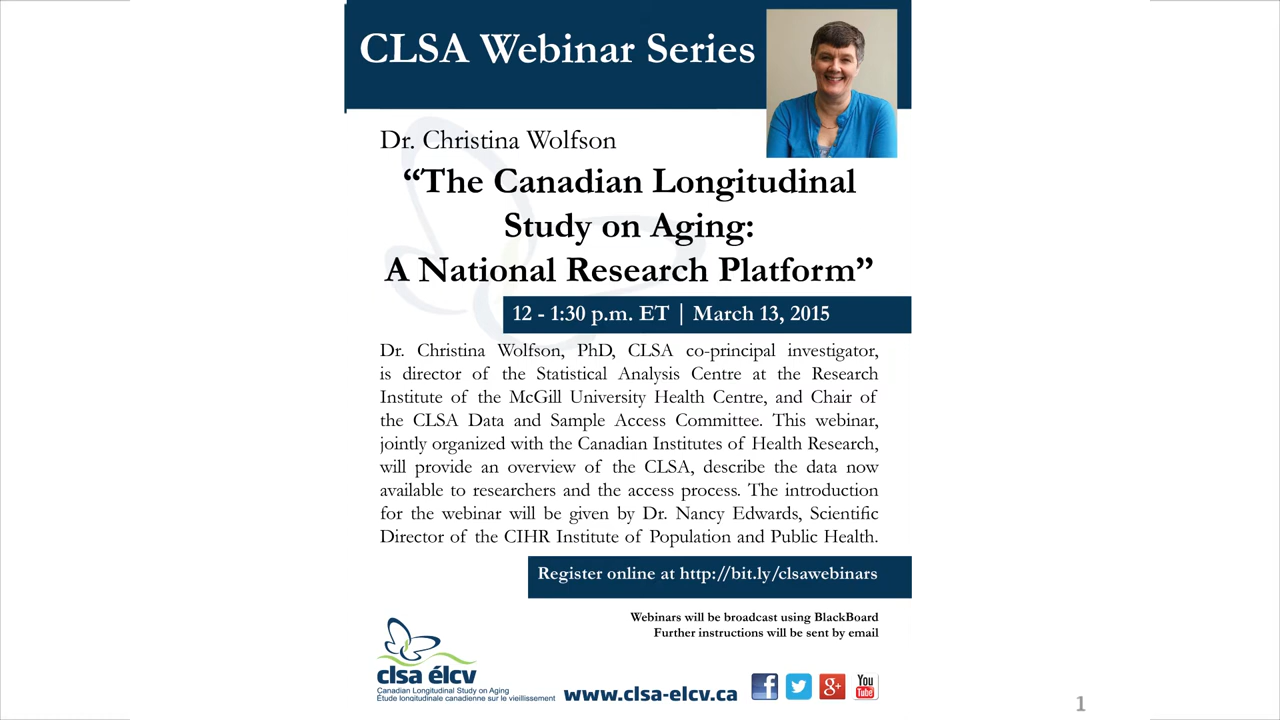 CLSA Webinar Series
Dr. Christina Wolfson
“The Canadian Longitudinal
Study on Aging:
A National Research Platform”
12 - 1:30 p.m. ET | March 13, 2015
Dr. Christina Wolfson, PhD, CLSA co-principal investigator,
is director of the Statistical Analysis Centre at the Research
Institute of the McGill University Health Centre, and Chair of
the CLSA Data and Sample Access Committee. This webinar,
jointly organized with the Canadian Institutes of Health Research,
will provide an overview of the CLSA, describe the data now
available to researchers and the access process. The introduction
for the webinar will be given by Dr. Nancy Edwards, Scientific
Director of the CIHR Institute of Population and Public Health.
Register online at http://bit.ly/clsawebinars
Webinars will be broadcast using BlackBoard
Further instructions will be sent by email
clsa élcv
Canadian Longitudinal Study on Aging
Étude longitudinale canadienne sur le vieillissement
www.clsa-elcv.ca
f
g+
You
Tube
1